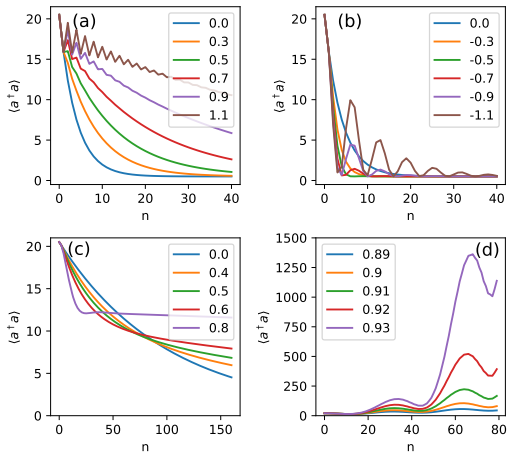 (a)
0.0
0.3
0.5
0.7
0.9
1.1
20
15
10
5
0
⟨a†a⟩
0 10 20 30 40
n
(b)
0.0
-0.3
-0.5
-0.7
-0.9
-1.1
20
15
10
5
0
⟨a†a⟩
0 10 20 30 40
n
(c)
0.0
0.4
0.5
0.6
0.8
20
15
10
5
0
⟨a†a⟩
0 50 100 150
n
(d)
0.89
0.9
0.91
0.92
0.93
1500
1250
1000
750
500
250
0
⟨a†a⟩
0 20 40 60 80
n